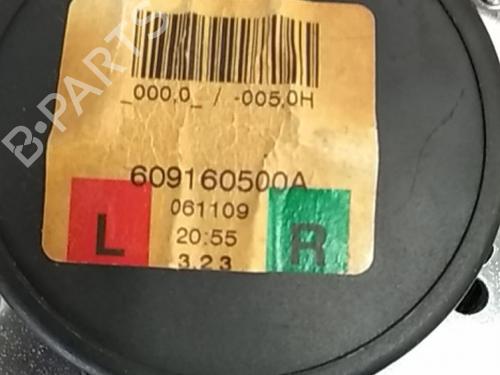 _000,0_ / -005,0H
609160500A
061109
L
R
20:55
3.2.3
B-PARTS